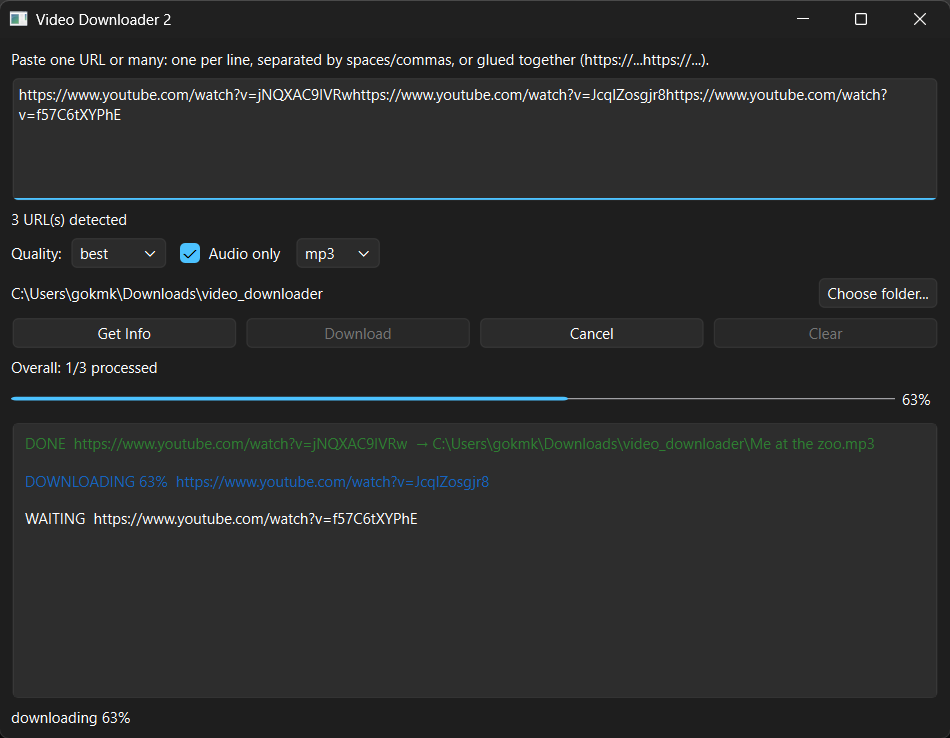 Video Downloader 2
Paste one URL or many: one per line, separated by spaces/commas, or glued together (https://...https://...).
https://www.youtube.com/watch?v=jNQXAC9IVRwhttps://www.youtube.com/watch?v=JcqIZosgjr8https://www.youtube.com/watch?
v=f57C6tXYPhE
3 URL(s) detected
Quality: best Audio only mp3
C:\Users\gokmk\Downloads\video_downloader Choose folder...
Get Info Download Cancel Clear
Overall: 1/3 processed
63%
DONE https://www.youtube.com/watch?v=jNQXAC9IVRw → C:\Users\gokmk\Downloads\video_downloader\Me at the zoo.mp3
DOWNLOADING 63% https://www.youtube.com/watch?v=JcqIZosgjr8
WAITING https://www.youtube.com/watch?v=f57C6tXYPhE
downloading 63%